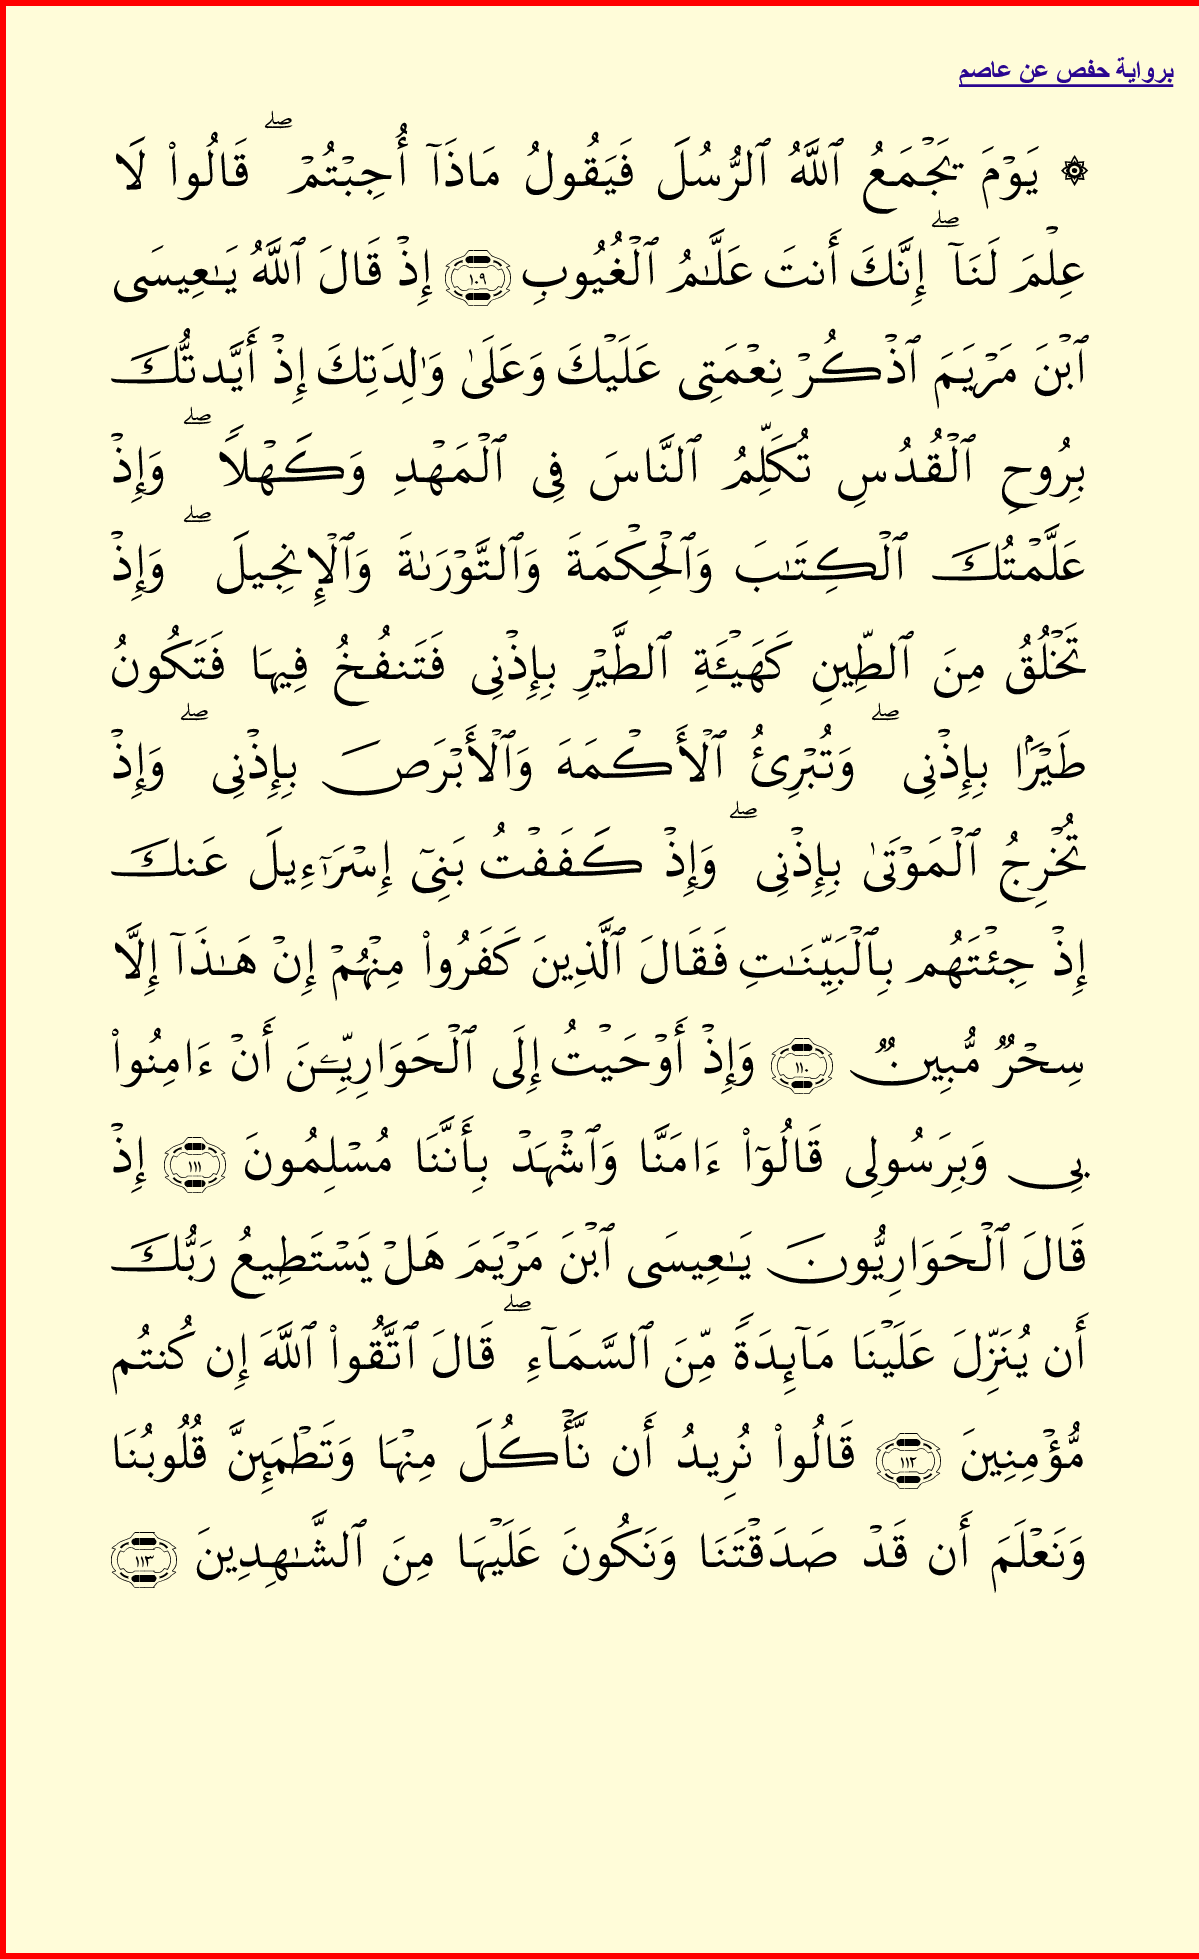 برواية حفص عن عاصم
۞ يَوْمَ يَجْمَعُ ٱللَّهُ ٱلرُّسُلَ فَيَقُولُ مَاذَآ أُجِبْتُمْ ۖ قَالُوا۟ لَا
عِلْمَ لَنَآ ۖ إِنَّكَ أَنتَ عَلَّـٰمُ ٱلْغُيُوبِ ١٠٩ إِذْ قَالَ ٱللَّهُ يَـٰعِيسَى
ٱبْنَ مَرْيَمَ ٱذْكُرْ نِعْمَتِى عَلَيْكَ وَعَلَىٰ وَٰلِدَتِكَ إِذْ أَيَّدتُّكَ
بِرُوحِ ٱلْقُدُسِ تُكَلِّمُ ٱلنَّاسَ فِى ٱلْمَهْدِ وَكَهْلًا ۖ وَإِذْ
عَلَّمْتُكَ ٱلْكِتَـٰبَ وَٱلْحِكْمَةَ وَٱلتَّوْرَىٰةَ وَٱلْإِنجِيلَ ۖ وَإِذْ
تَخْلُقُ مِنَ ٱلطِّينِ كَهَيْـَٔةِ ٱلطَّيْرِ بِإِذْنِى فَتَنفُخُ فِيهَا فَتَكُونُ
طَيْرًۢا بِإِذْنِى ۖ وَتُبْرِئُ ٱلْأَكْمَهَ وَٱلْأَبْرَصَ بِإِذْنِى ۖ وَإِذْ
تُخْرِجُ ٱلْمَوْتَىٰ بِإِذْنِى ۖ وَإِذْ كَفَفْتُ بَنِىٓ إِسْرَٰٓءِيلَ عَنكَ
إِذْ جِئْتَهُم بِٱلْبَيِّنَـٰتِ فَقَالَ ٱلَّذِينَ كَفَرُوا۟ مِنْهُمْ إِنْ هَـٰذَآ إِلَّا
سِحْرٌ مُّبِينٌ ١١٠ وَإِذْ أَوْحَيْتُ إِلَى ٱلْحَوَارِيِّـۧنَ أَنْ ءَامِنُوا۟
بِى وَبِرَسُولِى قَالُوٓا۟ ءَامَنَّا وَٱشْهَدْ بِأَنَّنَا مُسْلِمُونَ ١١١ إِذْ
قَالَ ٱلْحَوَارِيُّونَ يَـٰعِيسَى ٱبْنَ مَرْيَمَ هَلْ يَسْتَطِيعُ رَبُّكَ
أَن يُنَزِّلَ عَلَيْنَا مَآئِدَةً مِّنَ ٱلسَّمَآءِ ۖ قَالَ ٱتَّقُوا۟ ٱللَّهَ إِن كُنتُم
مُّؤْمِنِينَ ١١٢ قَالُوا۟ نُرِيدُ أَن نَّأْكُلَ مِنْهَا وَتَطْمَئِنَّ قُلُوبُنَا
وَنَعْلَمَ أَن قَدْ صَدَقْتَنَا وَنَكُونَ عَلَيْهَا مِنَ ٱلشَّـٰهِدِينَ ١١٣